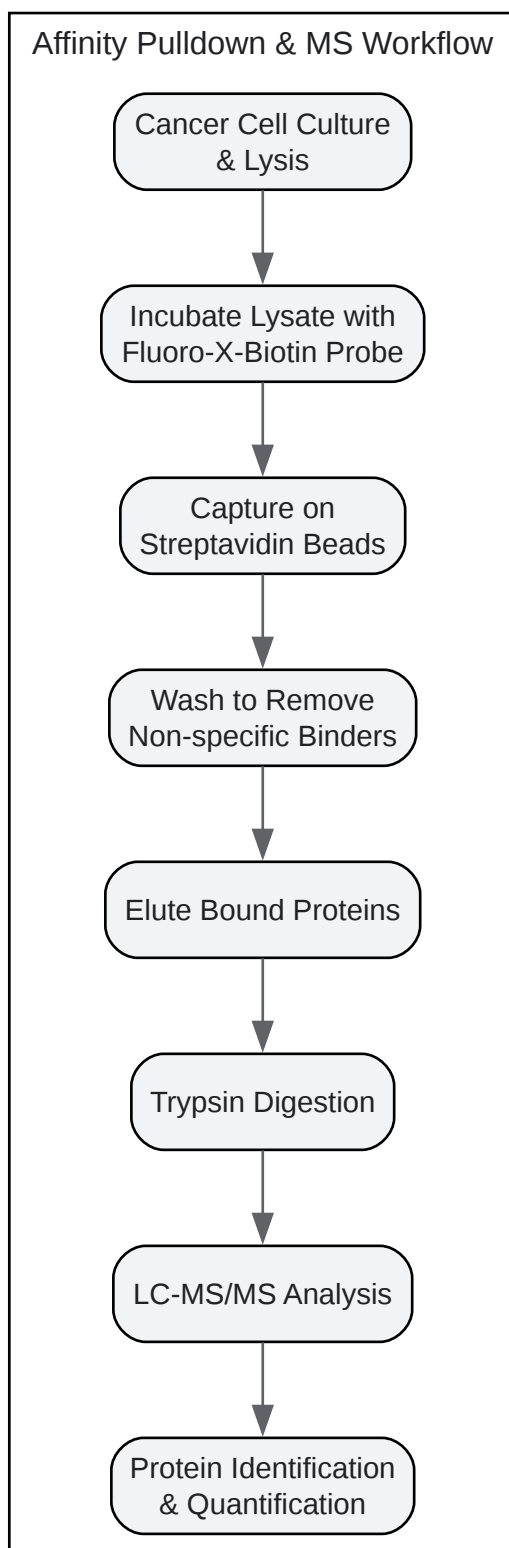 Affinity Pulldown & MS Workflow
Cancer Cell Culture
& Lysis
Incubate Lysate with
Fluoro-X-Biotin Probe
Capture on
Streptavidin Beads
Wash to Remove
Non-specific Binders
Elute Bound Proteins
Trypsin Digestion
LC-MS/MS Analysis
Protein Identification
& Quantification